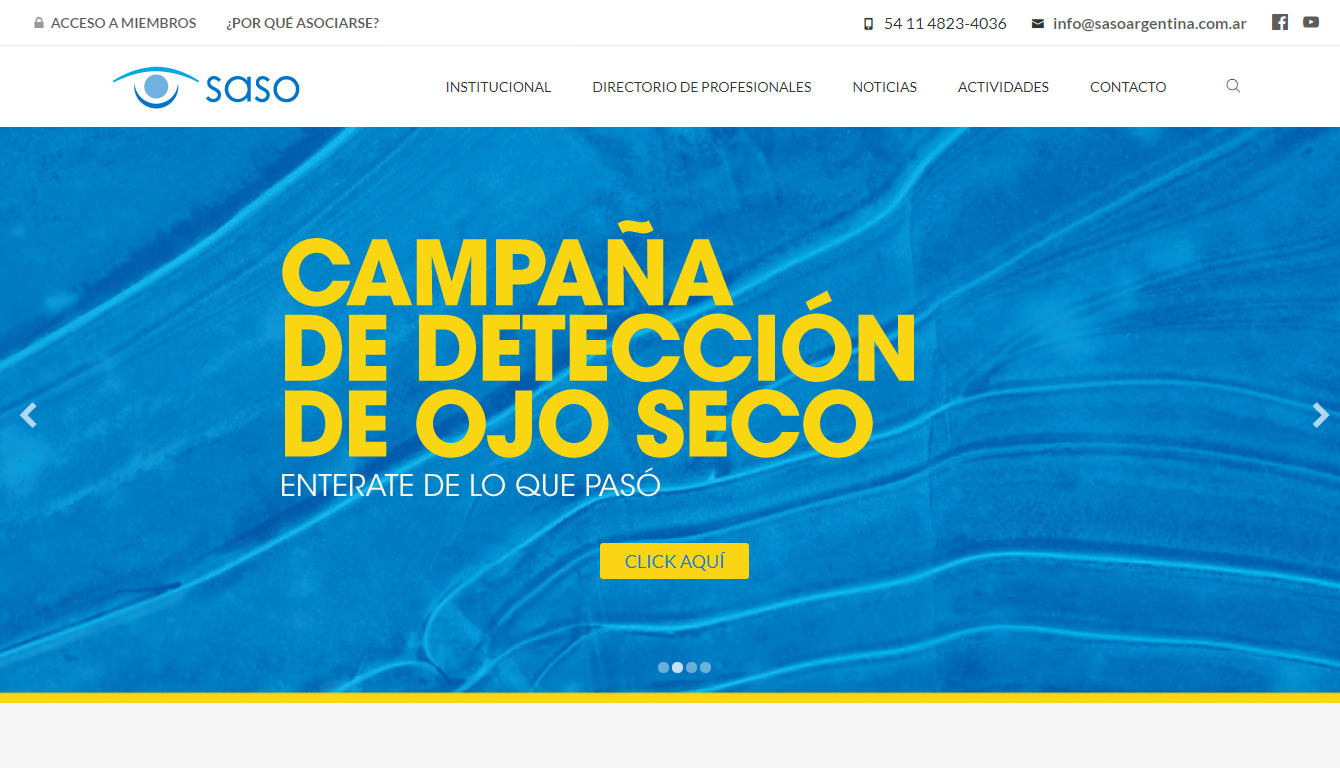 ACCESO A MIEMBROS
¿POR QUÉ ASOCIARSE?
54 11 4823-4036
info@sasoargentina.com.ar
saso
INSTITUCIONAL
DIRECTORIO DE PROFESIONALES
NOTICIAS
ACTIVIDADES
CONTACTO
CAMPAÑA
DE DETECCIÓN
DE OJO SECO
ENTERATE DE LO QUE PASÓ
CLICK AQUÍ